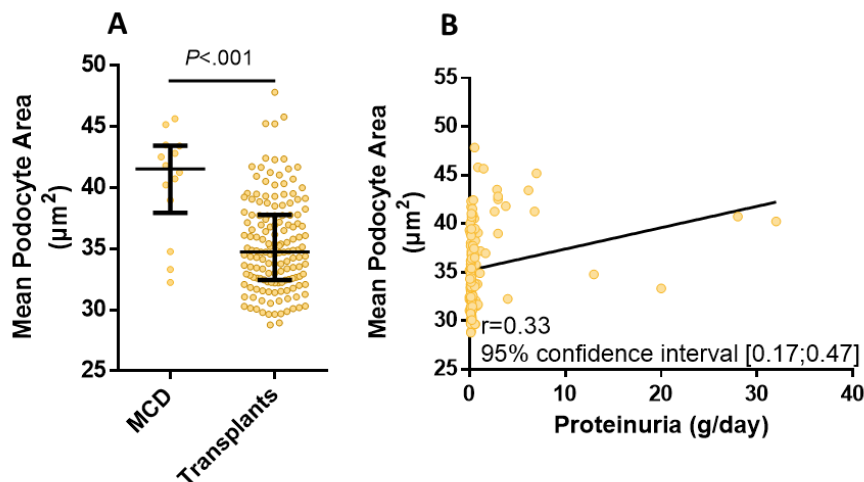 A
P<.001
Mean Podocyte Area
(µm²)
50
45
40
35
30
25
MCD
Transplants
B
Mean Podocyte Area
(µm²)
55
50
45
40
35
30
25
r=0.33
95% confidence interval [0.17;0.47]
0
10
20
30
40
Proteinuria (g/day)